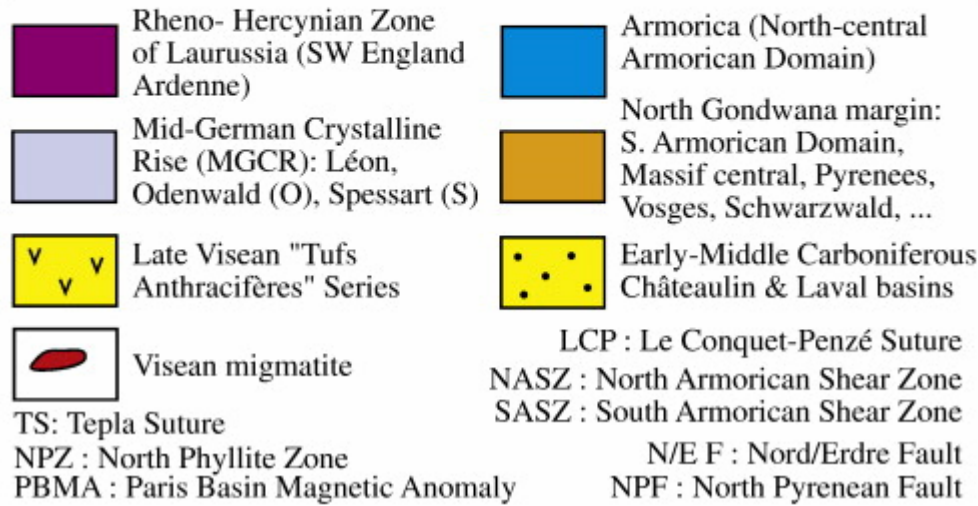 Rheno- Hercynian Zone
of Laurussia (SW England
Ardenne)
Armorica (North-central
Armorican Domain)
Mid-German Crystalline
Rise (MGCR): Léon,
Odenwald (O), Spessart (S)
North Gondwana margin:
S. Armorican Domain,
Massif central, Pyrenees,
Vosges, Schwarzwald, ...
Late Visean "Tufs
Anthracifères" Series
Early-Middle Carboniferous
Châteaulin & Laval basins
Visean migmatite
LCP : Le Conquet-Penzé Suture
NASZ : North Armorican Shear Zone
SASZ : South Armorican Shear Zone
TS: Tepla Suture
NPZ : North Phyllite Zone
PBMA : Paris Basin Magnetic Anomaly
N/E F : Nord/Erdre Fault
NPF : North Pyrenean Fault